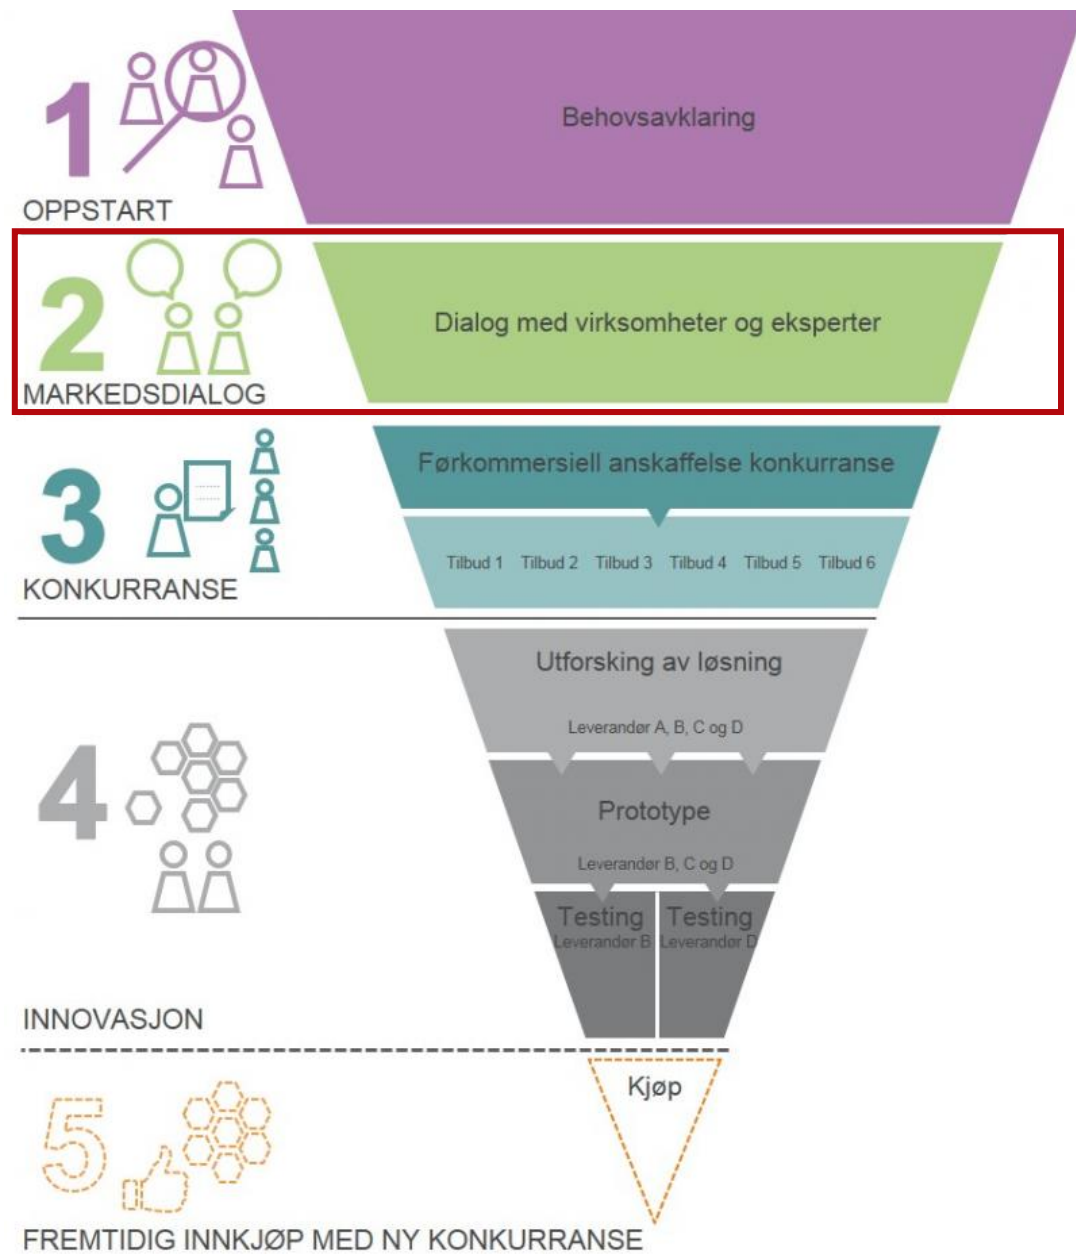 1
OPPSTART
Behovsavklaring
2
MARKEDSDIALOG
Dialog med virksomheter og eksperter
3
KONKURRANSE
Førkommersiell anskaffelse konkurranse
Tilbud 1 Tilbud 2 Tilbud 3 Tilbud 4 Tilbud 5 Tilbud 6
4
INNOVASJON
Utforsking av løsning
Leverandør A, B, C og D
Prototype
Leverandør B, C og D
Testing
Leverandør B
Testing
Leverandør D
5
Kjøp
FREMTIDIG INNKJØP MED NY KONKURRANSE